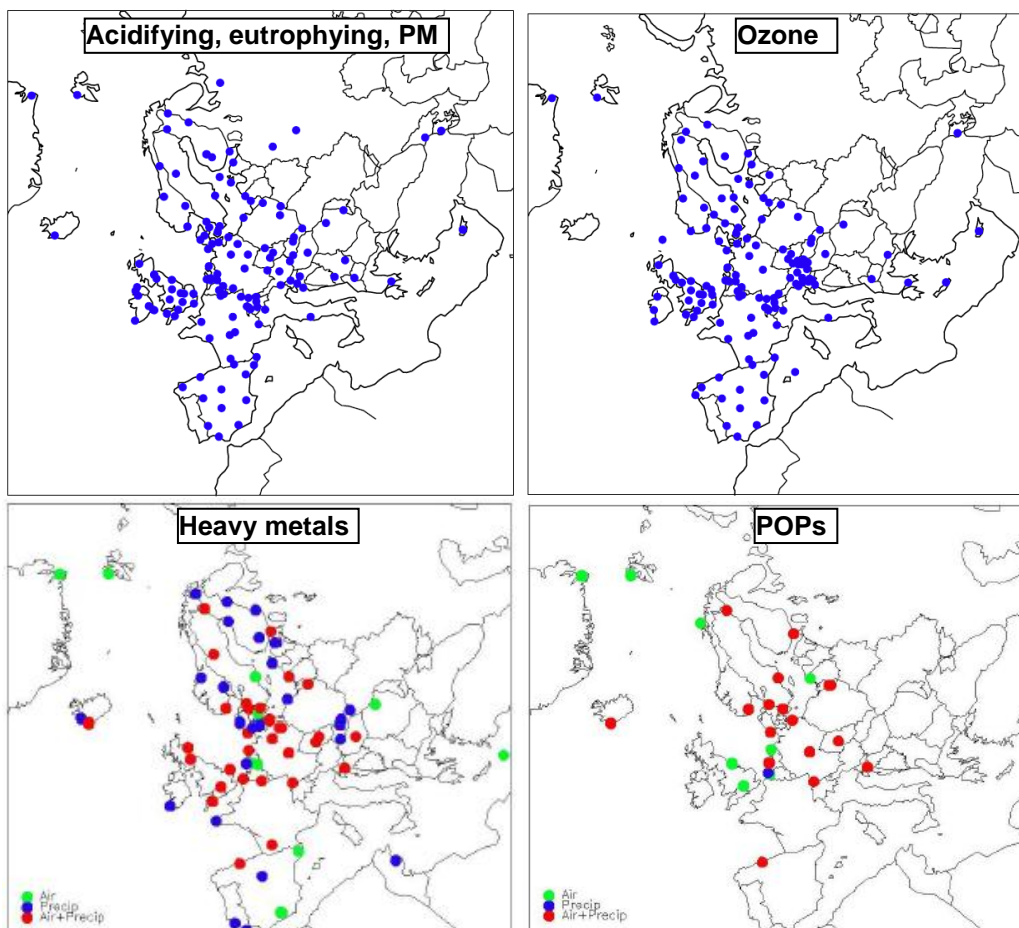 Acidifying, eutrophying, PM
Ozone
Heavy metals
Air
Precip
Air+Precip
POPs
Air
Precip
Air+Precip